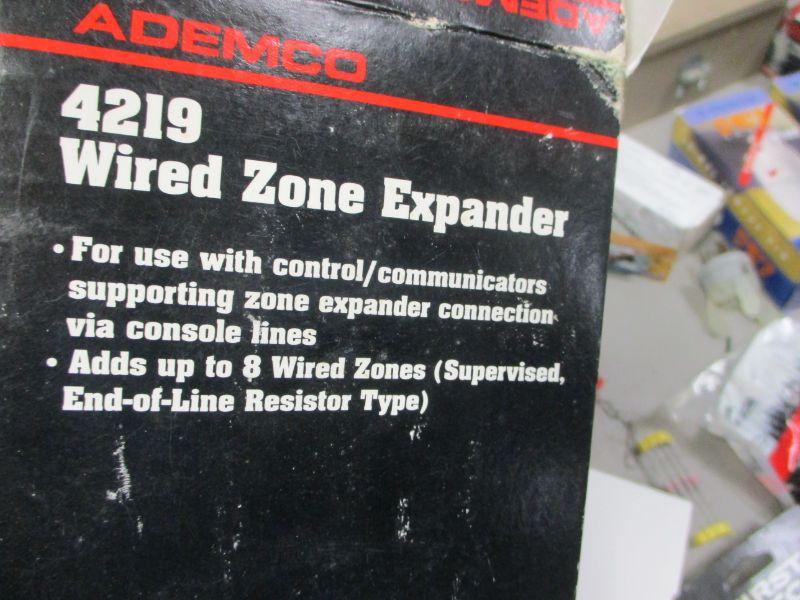 ADEMCO
ADEM
4219
Wired Zone Expander
• For use with control/communicators
supporting zone expander connection
via console lines
• Adds up to 8 Wired Zones (Supervised,
End-of-Line Resistor Type)